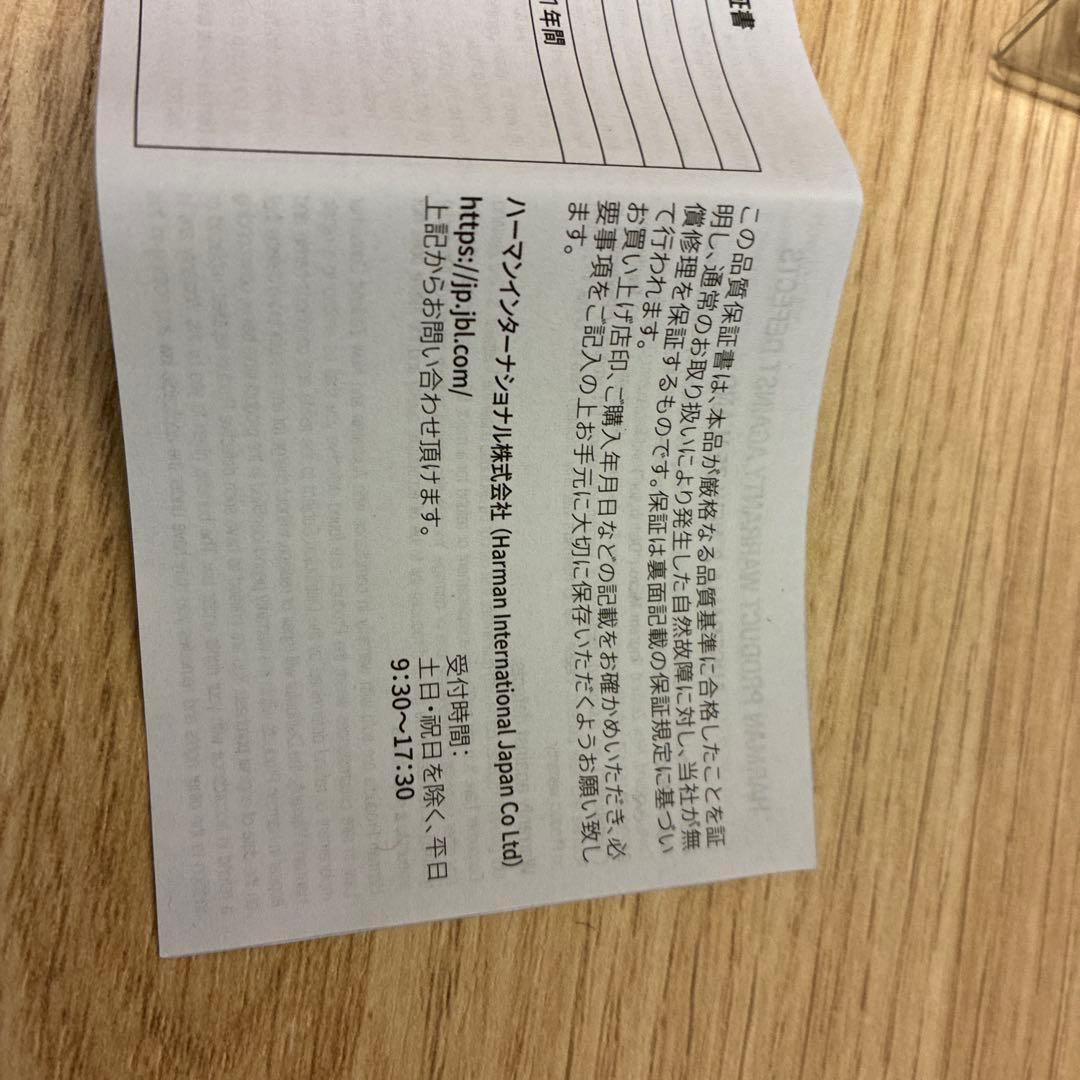 証書
1年間
この品質保証書は、本品が厳格なる品質基準に合格したことを証
明し、通常のお取り扱いにより発生した自然故障に対し、当社が無
償修理を保証するものです。保証は裏面記載の保証規定に基づい
て行われます。
お買い上げ店印、ご購入年月日などの記載をお確かめいただき、必
要事項をご記入の上お手元に大切に保存いただくようお願い致し
ます。
ハーマンインターナショナル株式会社 (Harman International Japan Co Ltd)
https://jp.jbl.com/
上記からお問い合わせ頂けます。
受付時間:
土日・祝日を除く、平日
9:30～17:30